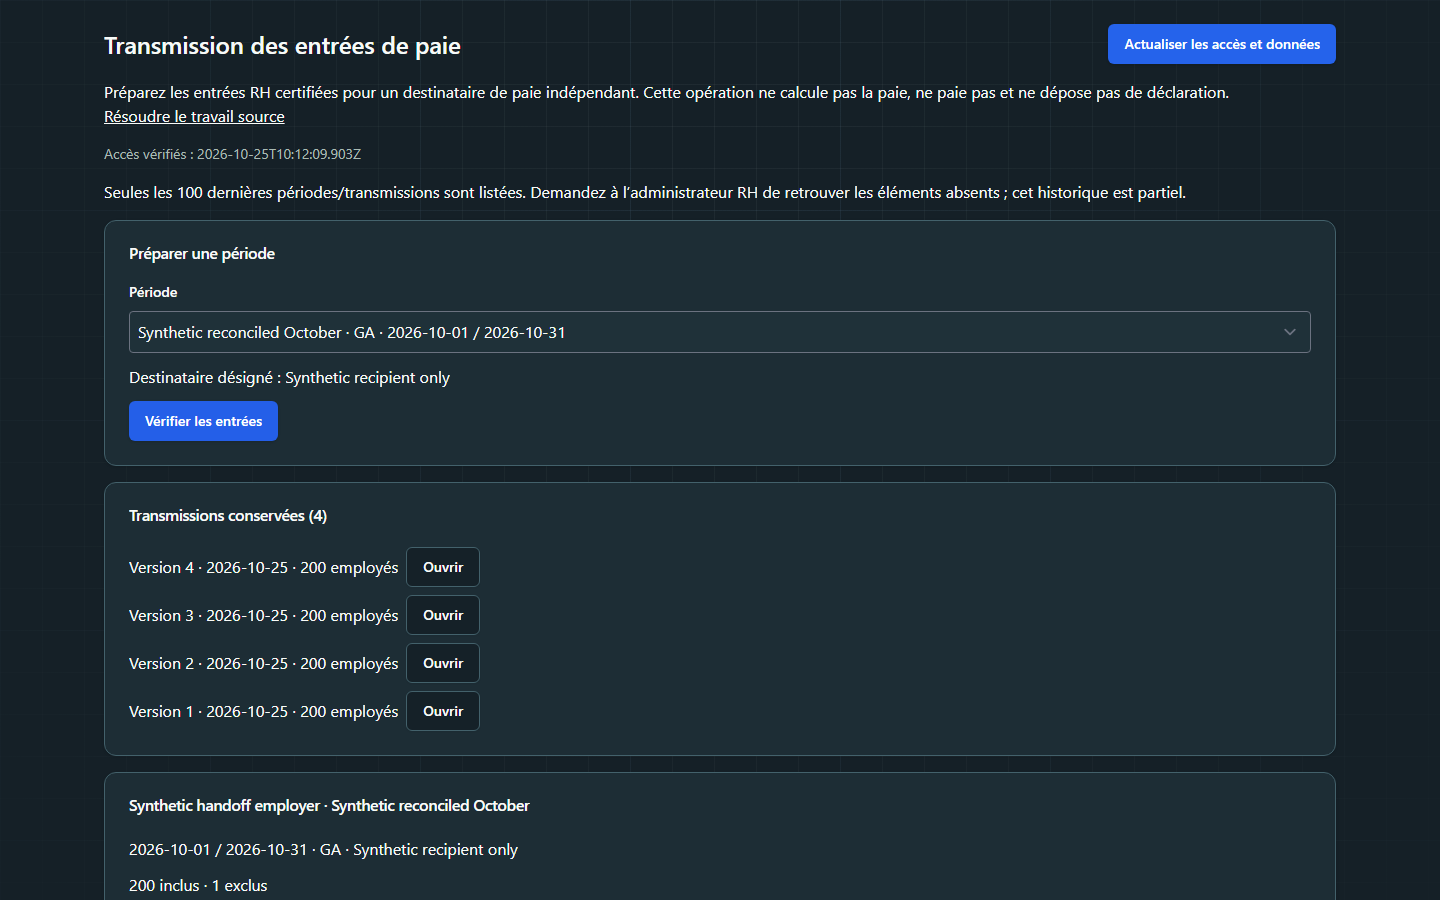 Transmission des entrées de paie
Actualiser les accès et données
Préparez les entrées RH certifiées pour un destinataire de paie indépendant. Cette opération ne calcule pas la paie, ne paie pas et ne dépose pas de déclaration.
Résoudre le travail source
Accès vérifiés : 2026-10-25T10:12:09.903Z
Seules les 100 dernières périodes/transmissions sont listées. Demandez à l’administrateur RH de retrouver les éléments absents ; cet historique est partiel.
Préparer une période
Période
Synthetic reconciled October · GA · 2026-10-01 / 2026-10-31
Destinataire désigné : Synthetic recipient only
Vérifier les entrées
Transmissions conservées (4)
Version 4 · 2026-10-25 · 200 employés Ouvrir
Version 3 · 2026-10-25 · 200 employés Ouvrir
Version 2 · 2026-10-25 · 200 employés Ouvrir
Version 1 · 2026-10-25 · 200 employés Ouvrir
Synthetic handoff employer · Synthetic reconciled October
2026-10-01 / 2026-10-31 · GA · Synthetic recipient only
200 inclus · 1 exclus